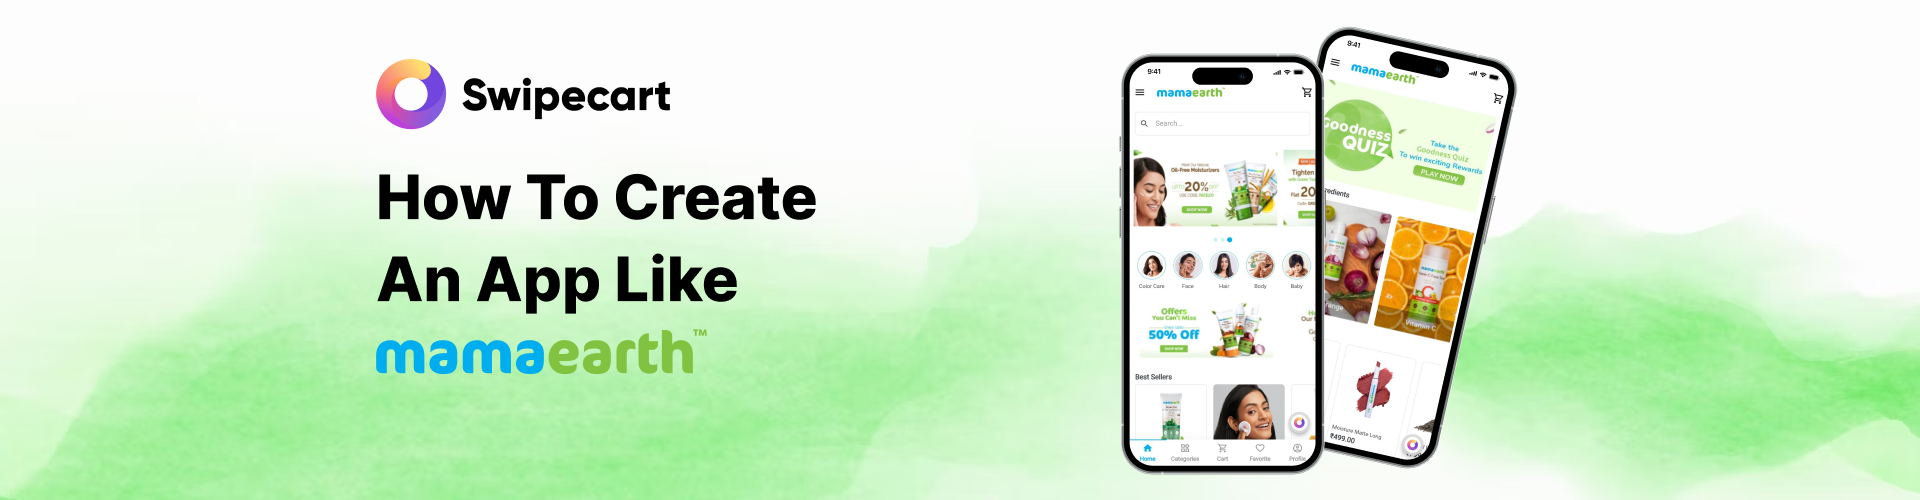 Swipecart
How To Create
An App Like
mamaearth™
9:41
mamaearth
Search...
Oil-Free Moisturizers
20%
SHOP NOW
Tighten
Flat 20
Color Care
Face
Hair
Body
Baby
Offers
You Can't Miss
50% Off
SHOP NOW
Best Sellers
mamaearth
Home
Categories
Cart
Favorite
Profile
9:41
mamaearth
Goodness
QUIZ
Take the
Goodness Quiz
To win exciting Rewards
PLAY NOW
redients
ange
mamaearth
C
Vitamin C
Moisture Matte Long
₹499.00